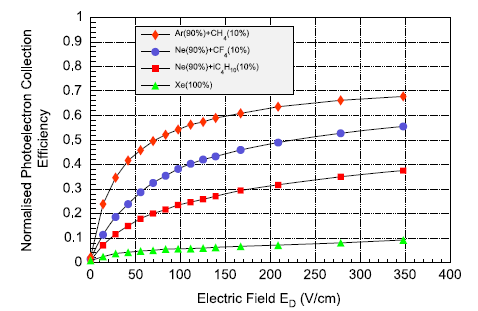 Normalised Photoelectron Collection
Efficiency
1
0.9
0.8
0.7
0.6
0.5
0.4
0.3
0.2
0.1
0
Ar(90%)+CH4(10%)
Ne(90%)+CF4(10%)
Ne(90%)+iC4H10(10%)
Xe(100%)
0 50 100 150 200 250 300 350 400
Electric Field ED (V/cm)